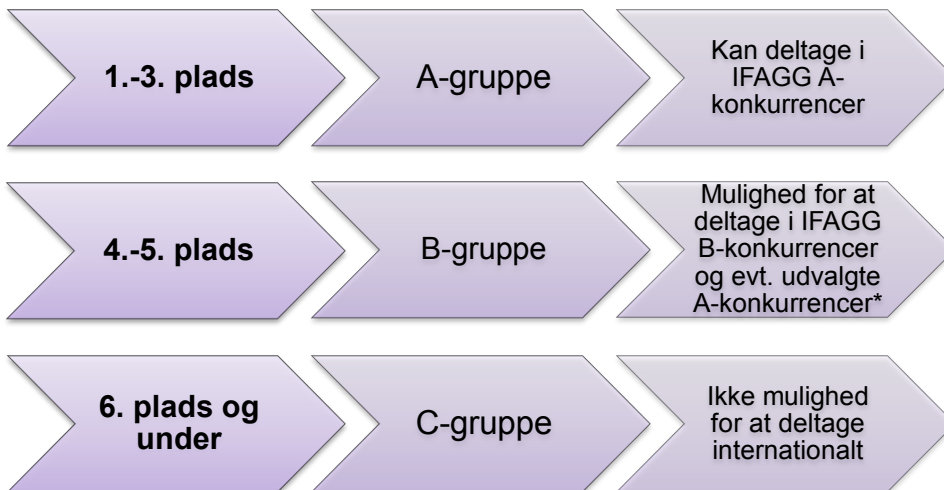 1.-3. plads
A-gruppe
Kan deltage i
IFAGG A-
konkurrencer
4.-5. plads
B-gruppe
Mulighed for at
deltage i IFAGG
B-konkurrencer
og evt. udvalgte
A-konkurrencer*
6. plads og
under
C-gruppe
Ikke mulighed
for at deltage
internationalt